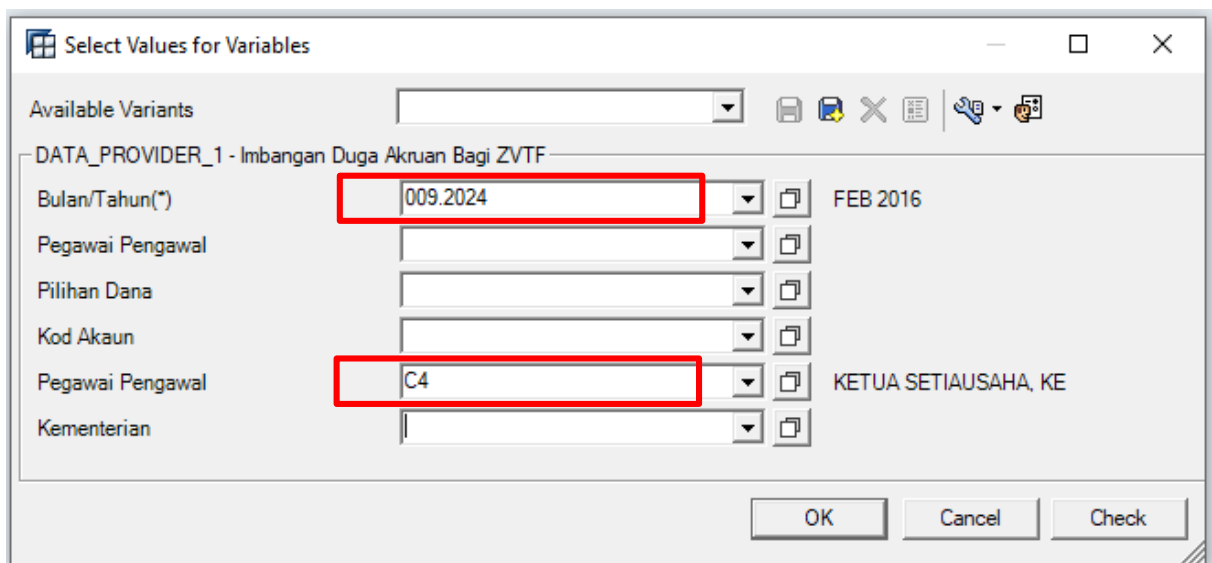 Select Values for Variables
Available Variants
DATA_PROVIDER_1 - Imbangan Duga Akruan Bagi ZVTF
Bulan/Tahun(*) 009.2024 FEB 2016
Pegawai Pengawal
Pilihan Dana
Kod Akaun
Pegawai Pengawal C4 KETUA SETIAUSAHA, KE
Kementerian
OK Cancel Check